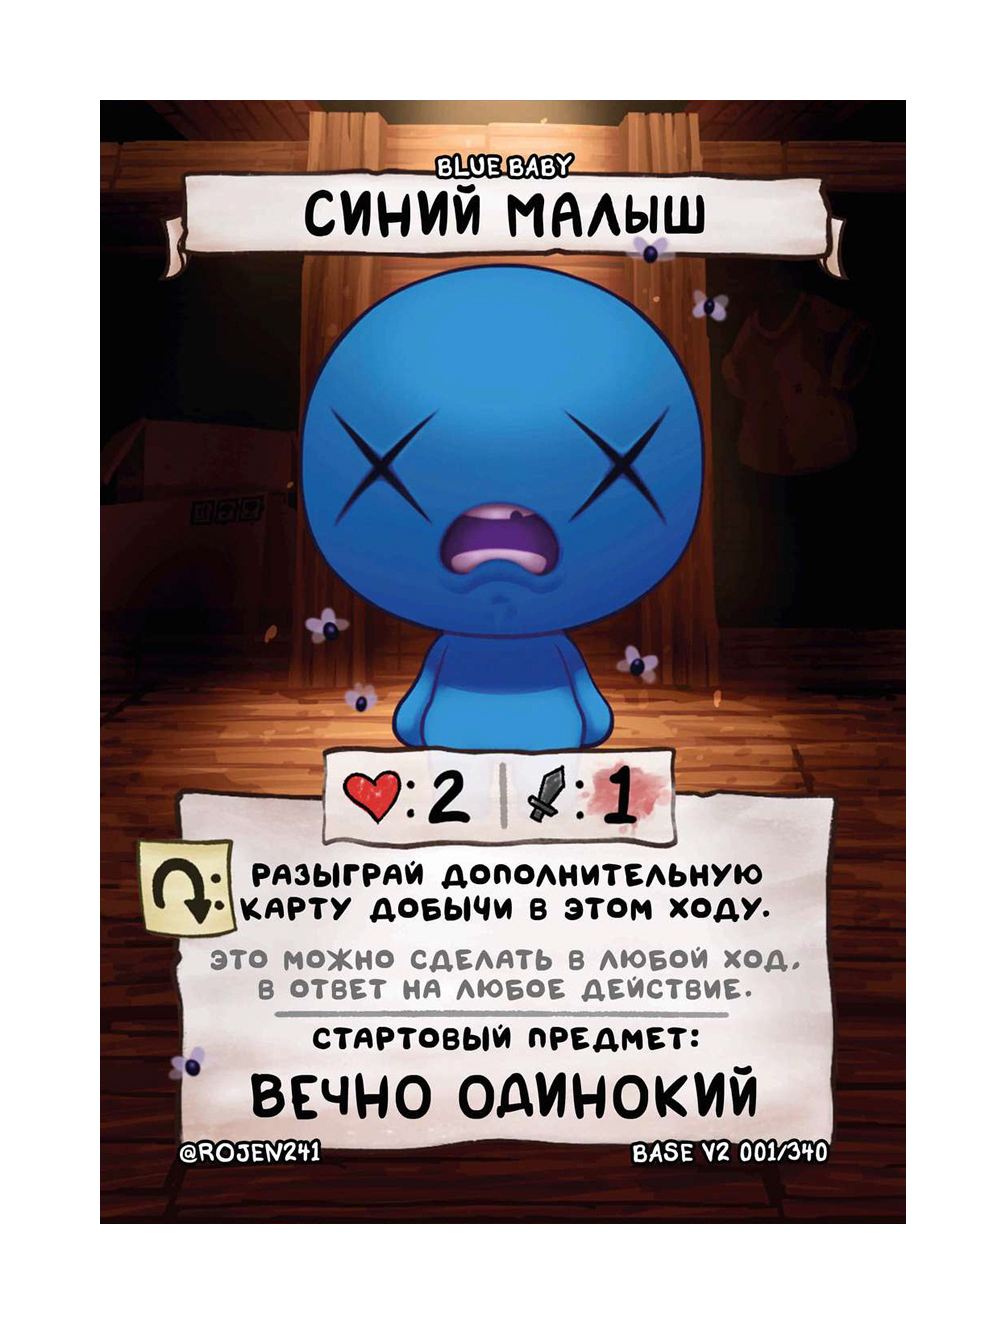 BLUE BABY
СИНИЙ МАЛЫШ
: 2 : 1
РАЗЫГРАЙ ДОПОЛНИТЕЛЬНУЮ
: КАРТУ ДОБЫЧИ В ЭТОМ ХОДУ.
ЭТО МОЖНО СДЕЛАТЬ В ЛЮБОЙ ХОД,
В ОТВЕТ НА ЛЮБОЕ ДЕЙСТВИЕ.
СТАРТОВЫЙ ПРЕДМЕТ:
ВЕЧНО ОДИНОКИЙ
@ROJEN241 BASE V2 001/340